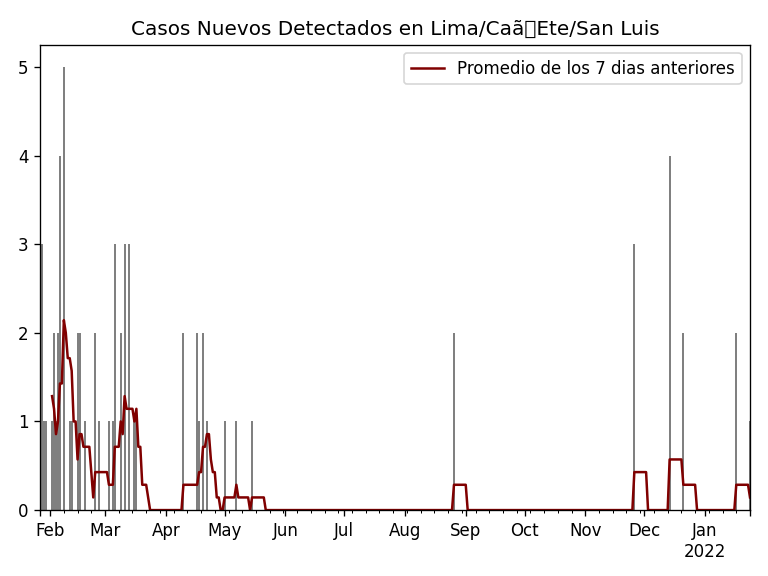 Casos Nuevos Detectados en Lima/Caã▯Ete/San Luis
Promedio de los 7 dias anteriores
5
4
3
2
1
0
Feb Mar Apr May Jun Jul Aug Sep Oct Nov Dec Jan
2022